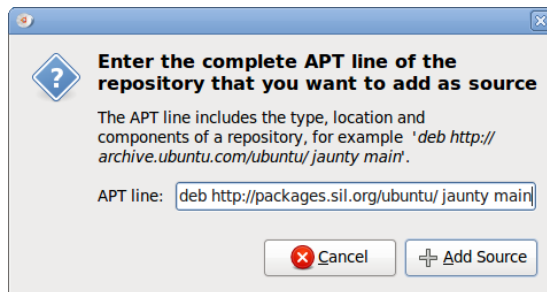 Enter the complete APT line of the
repository that you want to add as source
The APT line includes the type, location and
components of a repository, for example 'deb http://
archive.ubuntu.com/ubuntu/ jaunty main'.
APT line: deb http://packages.sil.org/ubuntu/ jaunty main
Cancel Add Source